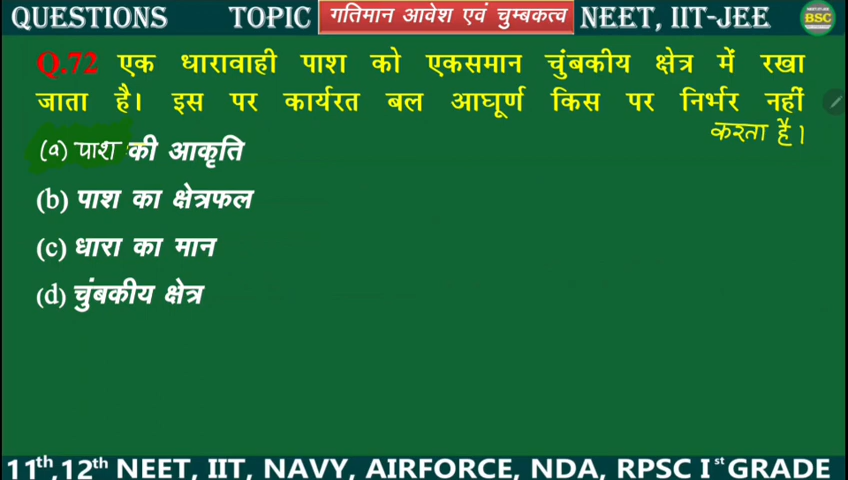 QUESTIONS TOPIC गतिमान आवेश एवं चुम्बकत्व NEET, IIT-JEE
BSC
Q.72 एक धारावाही पाश को एकसमान चुंबकीय क्षेत्र में रखा
जाता है। इस पर कार्यरत बल आघूर्ण किस पर निर्भर नहीं
करता है।
(a) पाश की आकृति
(b) पाश का क्षेत्रफल
(c) धारा का मान
(d) चुंबकीय क्षेत्र
11th,12th NEET, IIT, NAVY, AIRFORCE, NDA, RPSC Ist GRADE